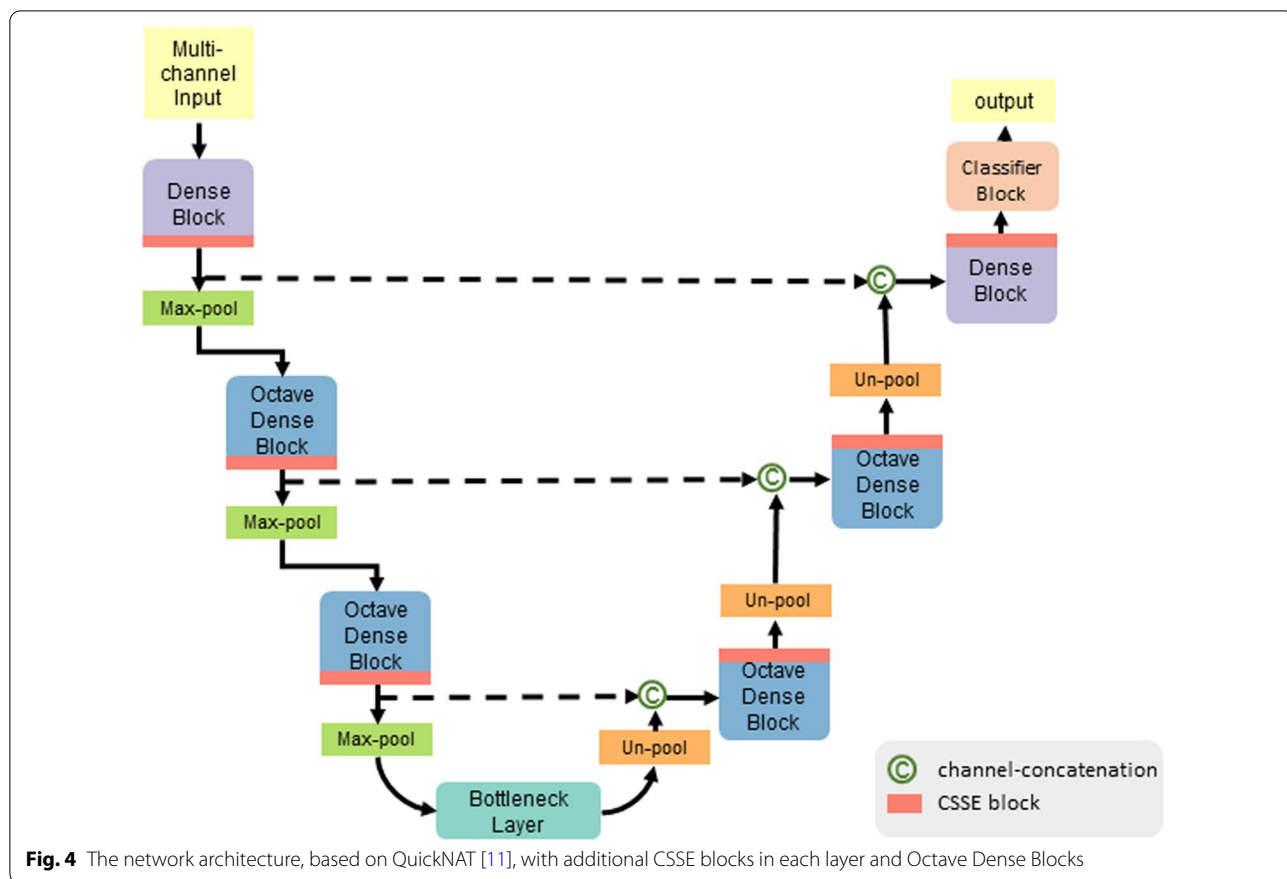 Multi-
channel
Input
output
Classifier
Block
Dense
Block
Dense
Block
©
Max-pool
Un-pool
Octave
Dense
Block
Octave
Dense
Block
©
Max-pool
Un-pool
Octave
Dense
Block
Octave
Dense
Block
©
Max-pool
Un-pool
Bottleneck
Layer
© channel-concatenation
CSSE block
Fig. 4 The network architecture, based on QuickNAT [11], with additional CSSE blocks in each layer and Octave Dense Blocks